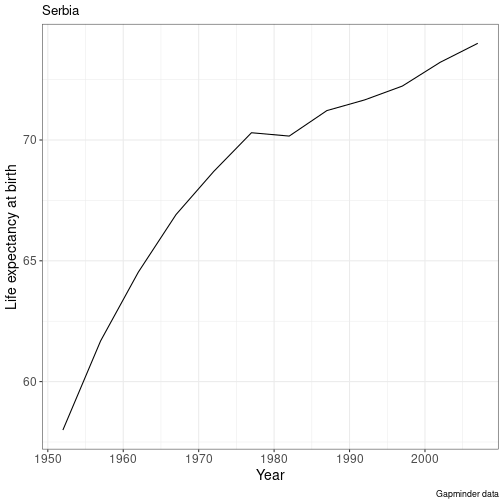 Serbia
Life expectancy at birth
70
65
60
1950 1960 1970 1980 1990 2000
Year
Gapminder data